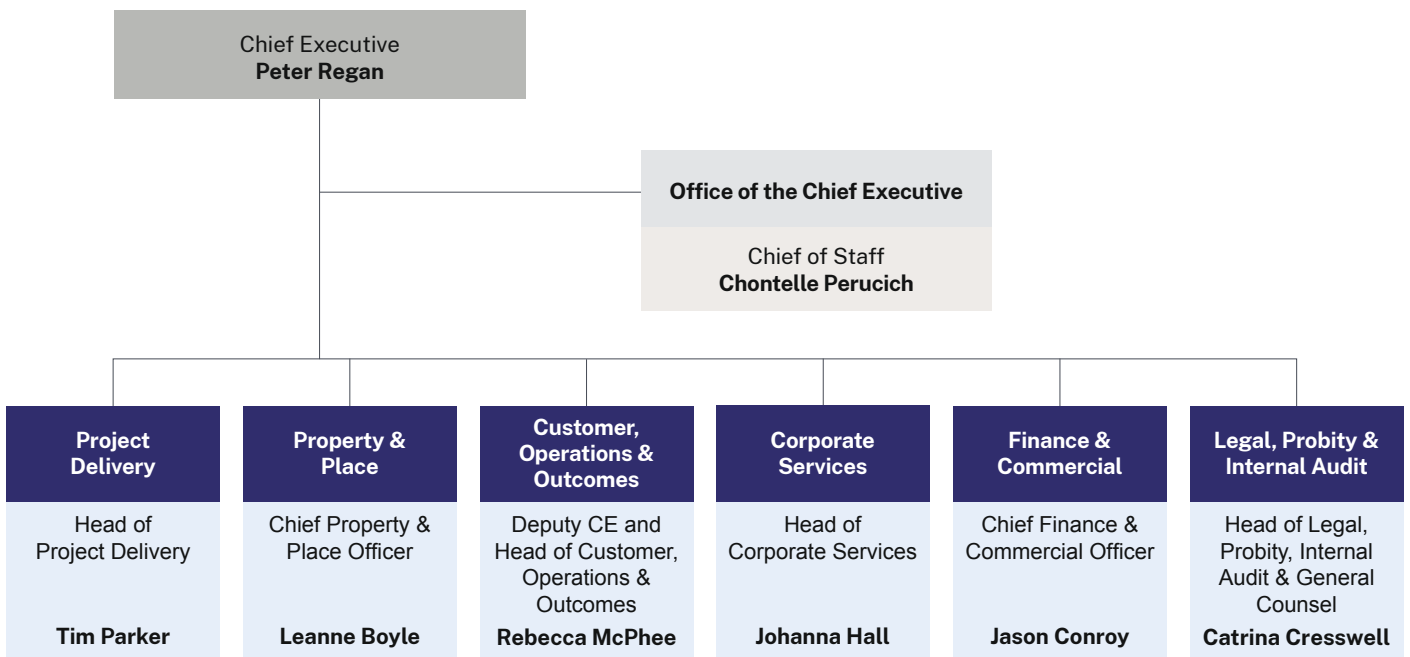 Chief Executive
Peter Regan
Office of the Chief Executive
Chief of Staff
Chontelle Perucich
Project
Delivery
Head of
Project Delivery
Tim Parker
Property &
Place
Chief Property &
Place Officer
Leanne Boyle
Customer,
Operations &
Outcomes
Deputy CE and
Head of Customer,
Operations &
Outcomes
Rebecca McPhee
Corporate
Services
Head of
Corporate Services
Johanna Hall
Finance &
Commercial
Chief Finance &
Commercial Officer
Jason Conroy
Legal, Probity &
Internal Audit
Head of Legal,
Probity, Internal
Audit & General
Counsel
Catrina Cresswell